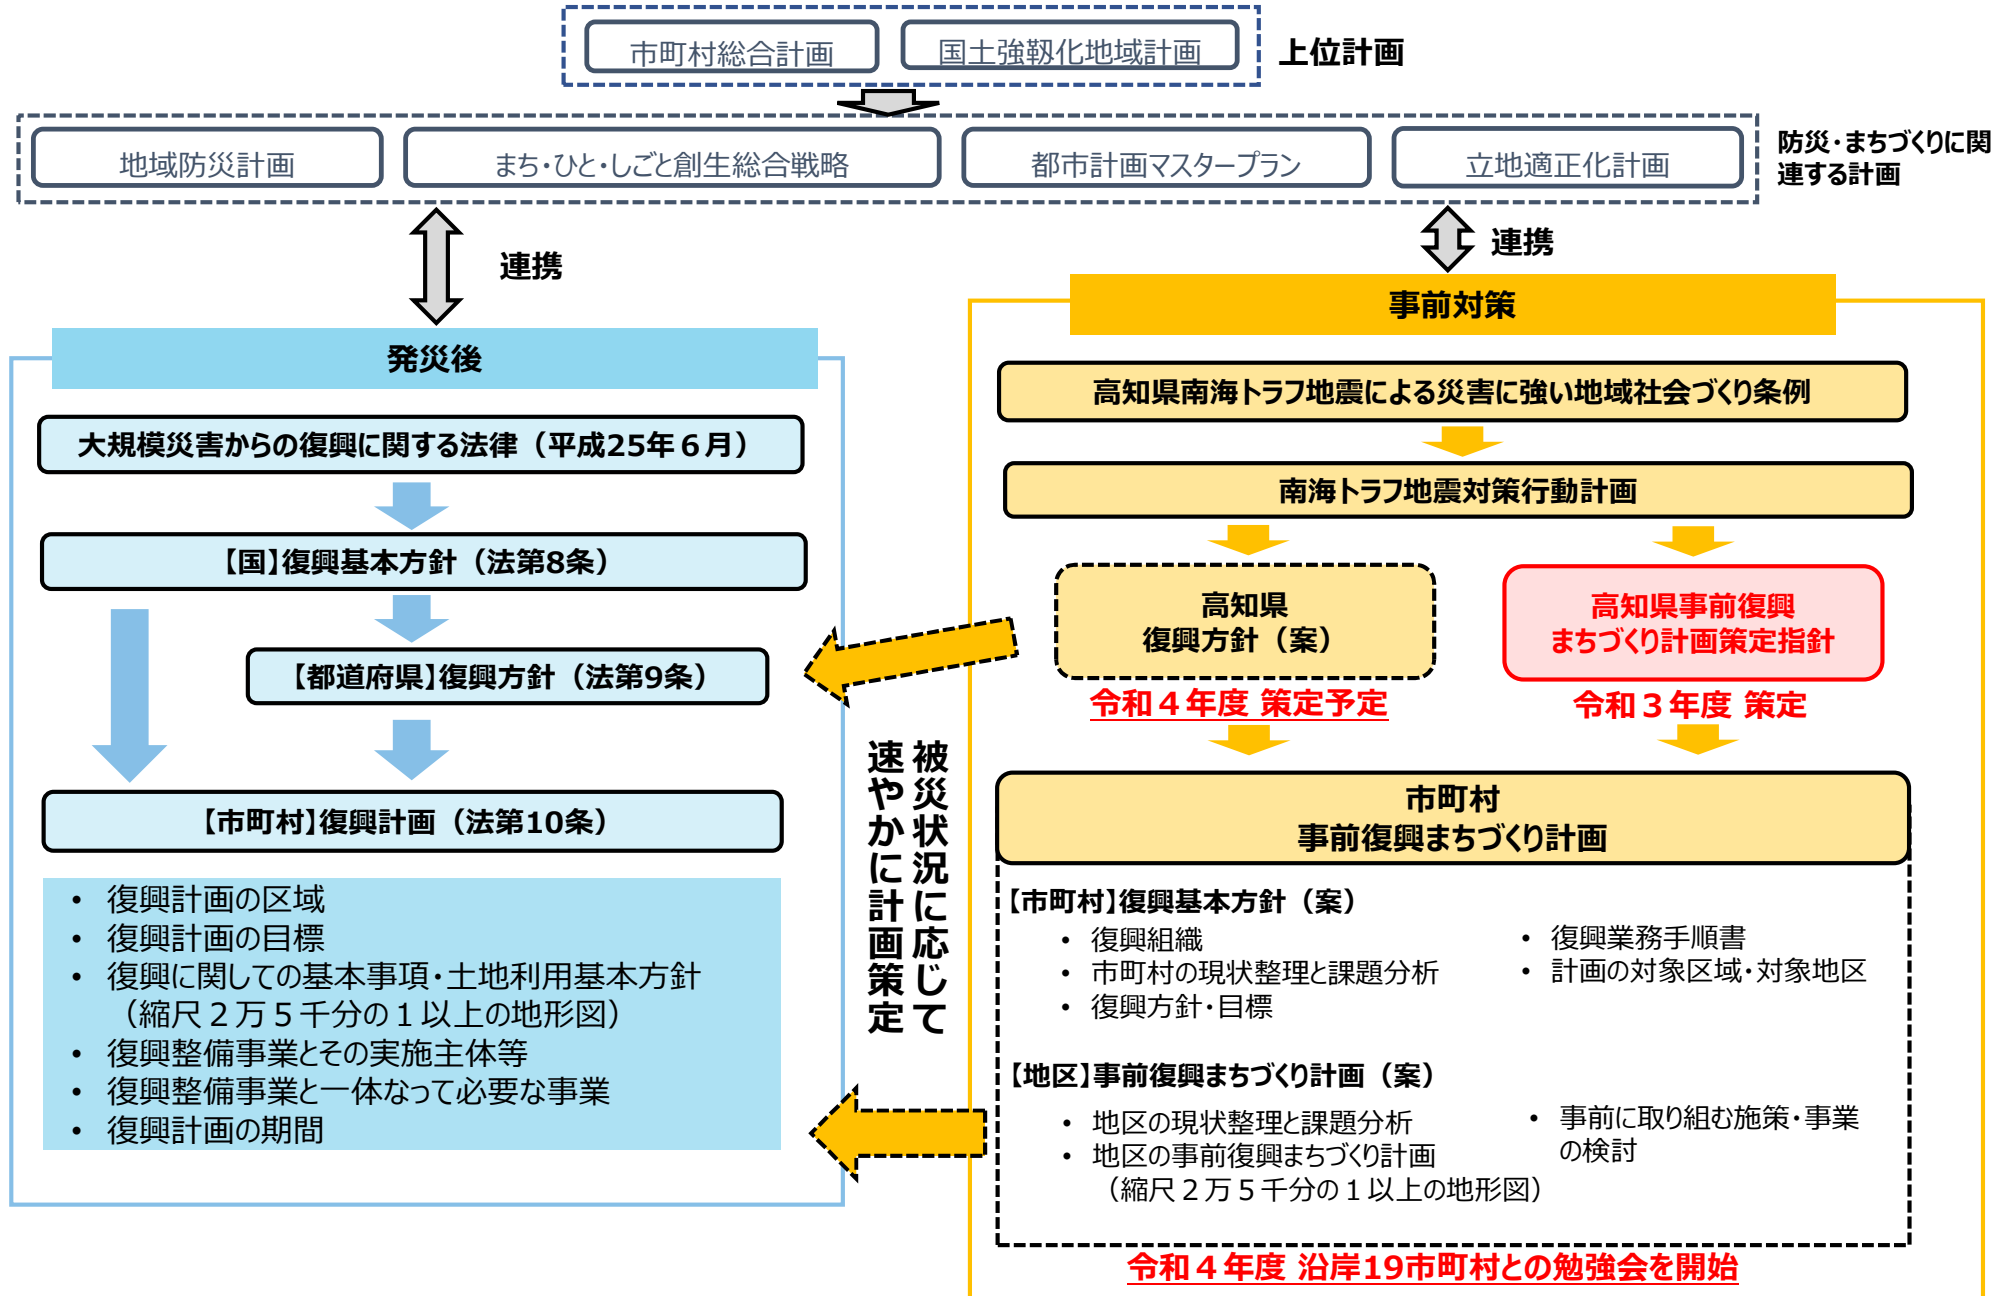 市町村総合計画
国土強靱化地域計画
上位計画
地域防災計画
まち・ひと・しごと創生総合戦略
都市計画マスタープラン
立地適正化計画
防災・まちづくりに関
連する計画
連携
連携
発災後
大規模災害からの復興に関する法律（平成25年６月）
【国】復興基本方針（法第8条）
【都道府県】復興方針（法第9条）
【市町村】復興計画（法第10条）
• 復興計画の区域
• 復興計画の目標
• 復興に関しての基本事項・土地利用基本方針
（縮尺２万５千分の１以上の地形図）
• 復興整備事業とその実施主体等
• 復興整備事業と一体なって必要な事業
• 復興計画の期間
被災状況に応じて
速やかに計画策定
事前対策
高知県南海トラフ地震による災害に強い地域社会づくり条例
南海トラフ地震対策行動計画
高知県
復興方針（案）
令和４年度 策定予定
高知県事前復興
まちづくり計画策定指針
令和３年度 策定
市町村
事前復興まちづくり計画
【市町村】復興基本方針（案）
• 復興組織
• 市町村の現状整理と課題分析
• 復興方針・目標
• 復興業務手順書
• 計画の対象区域・対象地区
【地区】事前復興まちづくり計画（案）
• 地区の現状整理と課題分析
• 地区の事前復興まちづくり計画
（縮尺２万５千分の１以上の地形図）
• 事前に取り組む施策・事業
の検討
令和４年度 沿岸19市町村との勉強会を開始